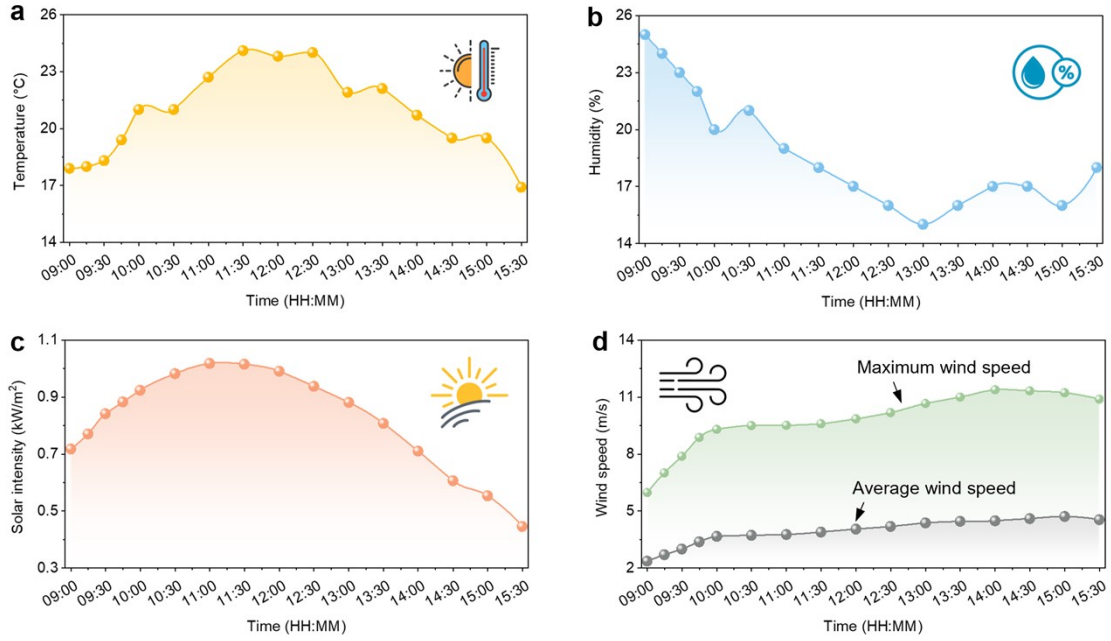 a
26
23
20
17
14
Temperature (°C)
09:00 09:30 10:00 10:30 11:00 11:30 12:00 12:30 13:00 13:30 14:00 14:30 15:00 15:30
Time (HH:MM)
b
26
23
20
17
14
Humidity (%)
%
09:00 09:30 10:00 10:30 11:00 11:30 12:00 12:30 13:00 13:30 14:00 14:30 15:00 15:30
Time (HH:MM)
c
1.1
0.9
0.7
0.5
0.3
Solar intensity (kW/m²)
09:00 09:30 10:00 10:30 11:00 11:30 12:00 12:30 13:00 13:30 14:00 14:30 15:00 15:30
Time (HH:MM)
d
14
11
8
5
2
Wind speed (m/s)
Maximum wind speed
Average wind speed
09:00 09:30 10:00 10:30 11:00 11:30 12:00 12:30 13:00 13:30 14:00 14:30 15:00 15:30
Time (HH:MM)